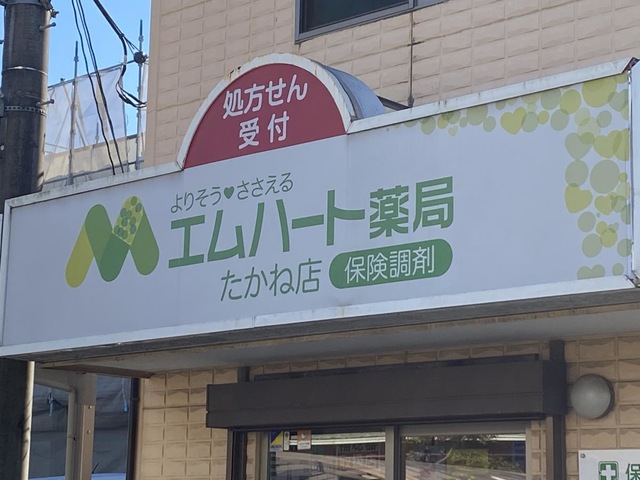 処方せん
受付
よりそう♥ささえる
エムハート薬局
たかね店 保険調剤
保